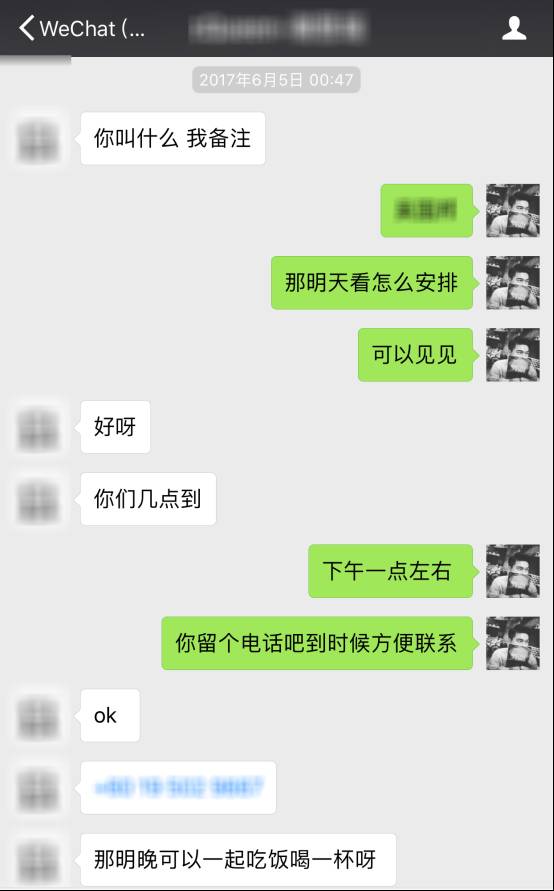 WeChat (...
2017年6月5日 00:47
你叫什么 我备注
那明天看怎么安排
可以见见
好呀
你们几点到
下午一点左右
你留个电话吧到时候方便联系
ok
那明晚可以一起吃饭喝一杯呀